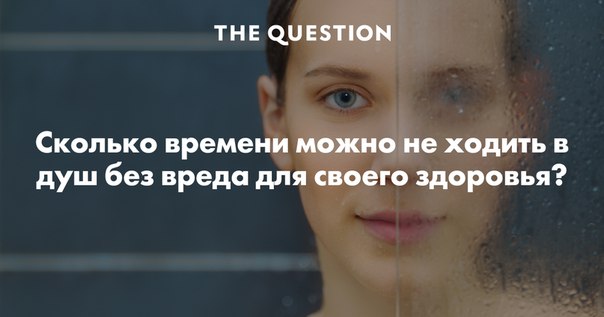 THE QUESTION
Сколько времени можно не ходить в
душ без вреда для своего здоровья?